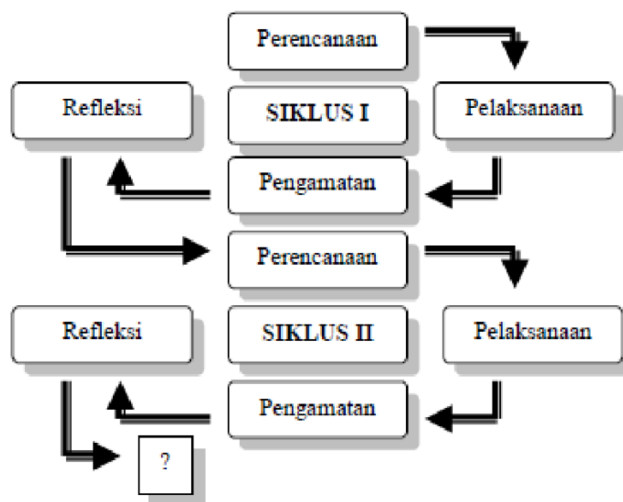 Perencanaan
Refleksi
SIKLUS I
Pelaksanaan
Pengamatan
Perencanaan
Refleksi
SIKLUS II
Pelaksanaan
Pengamatan
?